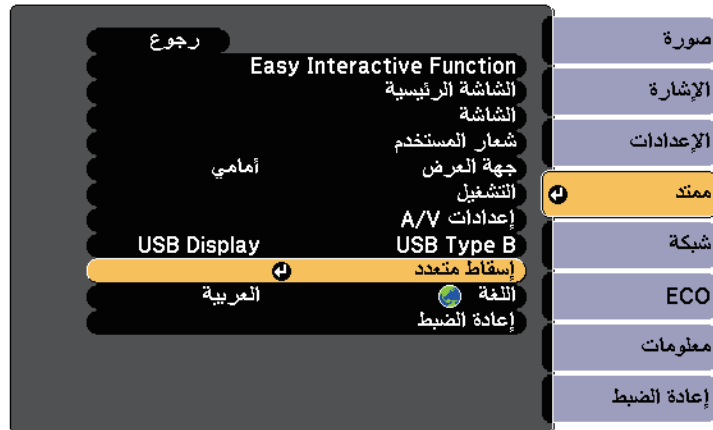 صورة
الإشارة
الإعدادات
ممتد
شبكة
ECO
معلومات
إعادة الضبط
رجوع
Easy Interactive Function
الشاشة الرئيسية
الشاشة
شعار المستخدم
جهة العرض أمامي
التشغيل
إعدادات A/V
USB Type B USB Display
إسقاط متعدد
اللغة العربية
إعادة الضبط